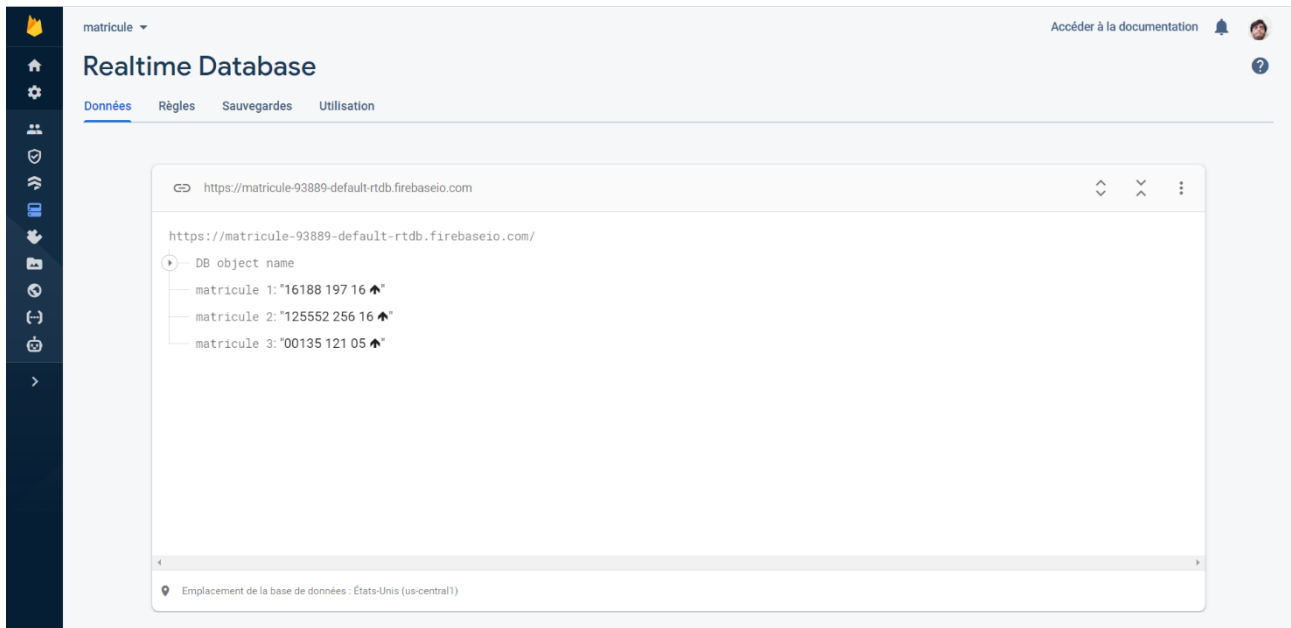 matricule
Accéder à la documentation
Realtime Database
Données Règles Sauvegardes Utilisation
https://matricule-93889-default-rtdb.firebaseio.com
https://matricule-93889-default-rtdb.firebaseio.com/
DB object name
matricule 1: "16188 197 16 🡩"
matricule 2: "125552 256 16 🡩"
matricule 3: "00135 121 05 🡩"
Emplacement de la base de données : États-Unis (us-central1)